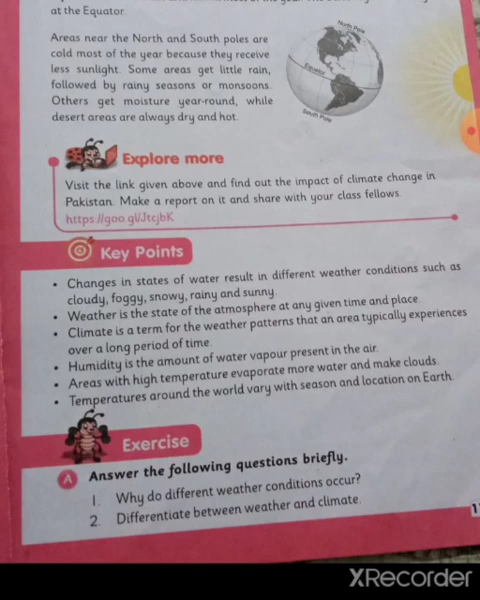 at the Equator.
Areas near the North and South poles are
cold most of the year because they receive
less sunlight. Some areas get little rain,
followed by rainy seasons or monsoons.
Others get moisture year-round, while
desert areas are always dry and hot.
North Pole
Equator
South Pole
Explore more
Visit the link given above and find out the impact of climate change in
Pakistan. Make a report on it and share with your class fellows.
https://goo.gl/JtcjbK
Key Points
• Changes in states of water result in different weather conditions such as
cloudy, foggy, snowy, rainy and sunny.
• Weather is the state of the atmosphere at any given time and place.
• Climate is a term for the weather patterns that an area typically experiences
over a long period of time.
• Humidity is the amount of water vapour present in the air.
• Areas with high temperature evaporate more water and make clouds.
• Temperatures around the world vary with season and location on Earth.
Exercise
A Answer the following questions briefly.
1. Why do different weather conditions occur?
2. Differentiate between weather and climate.
XRecorder